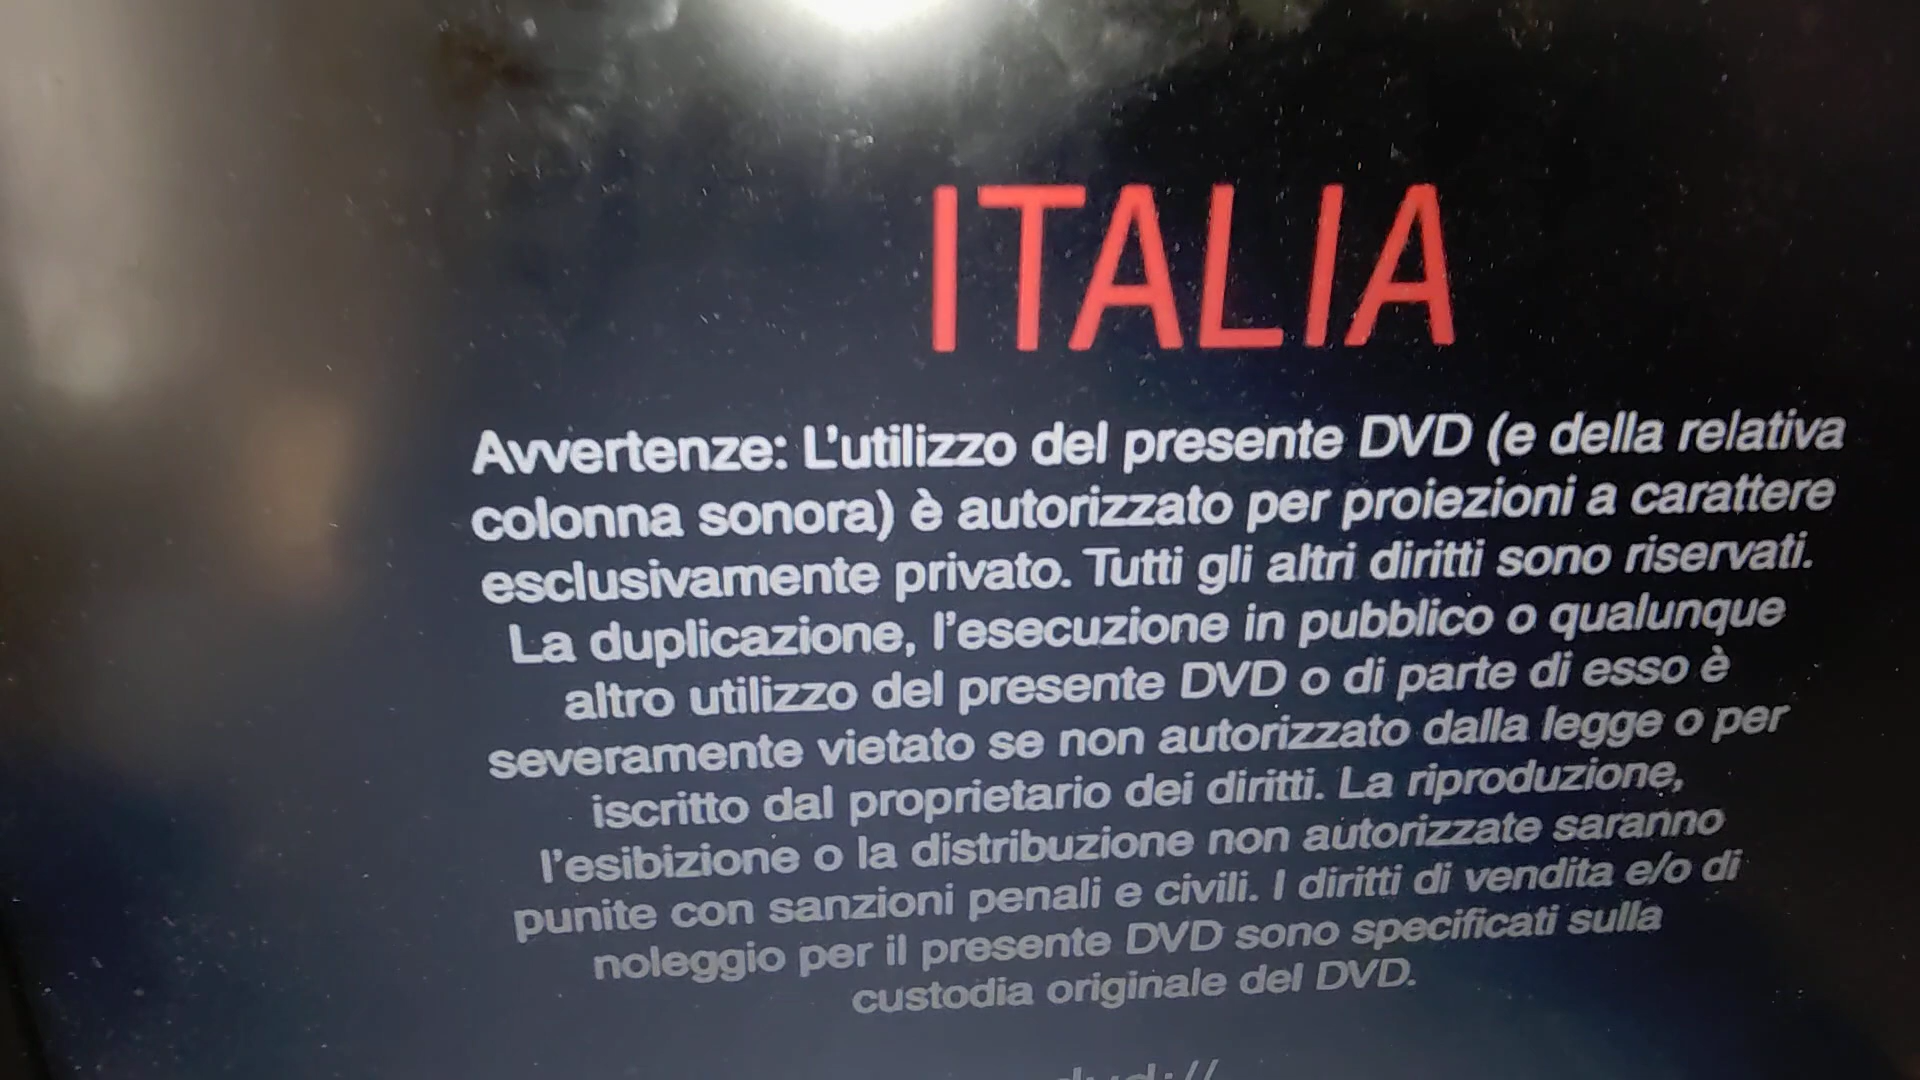 ITALIA
Avvertenze: L'utilizzo del presente DVD (e della relativa
colonna sonora) è autorizzato per proiezioni a carattere
esclusivamente privato. Tutti gli altri diritti sono riservati.
La duplicazione, l'esecuzione in pubblico o qualunque
altro utilizzo del presente DVD o di parte di esso è
severamente vietato se non autorizzato dalla legge o per
iscritto dal proprietario dei diritti. La riproduzione,
l'esibizione o la distribuzione non autorizzate saranno
punite con sanzioni penali e civili. I diritti di vendita e/o di
noleggio per il presente DVD sono specificati sulla
custodia originale del DVD.
dvd://